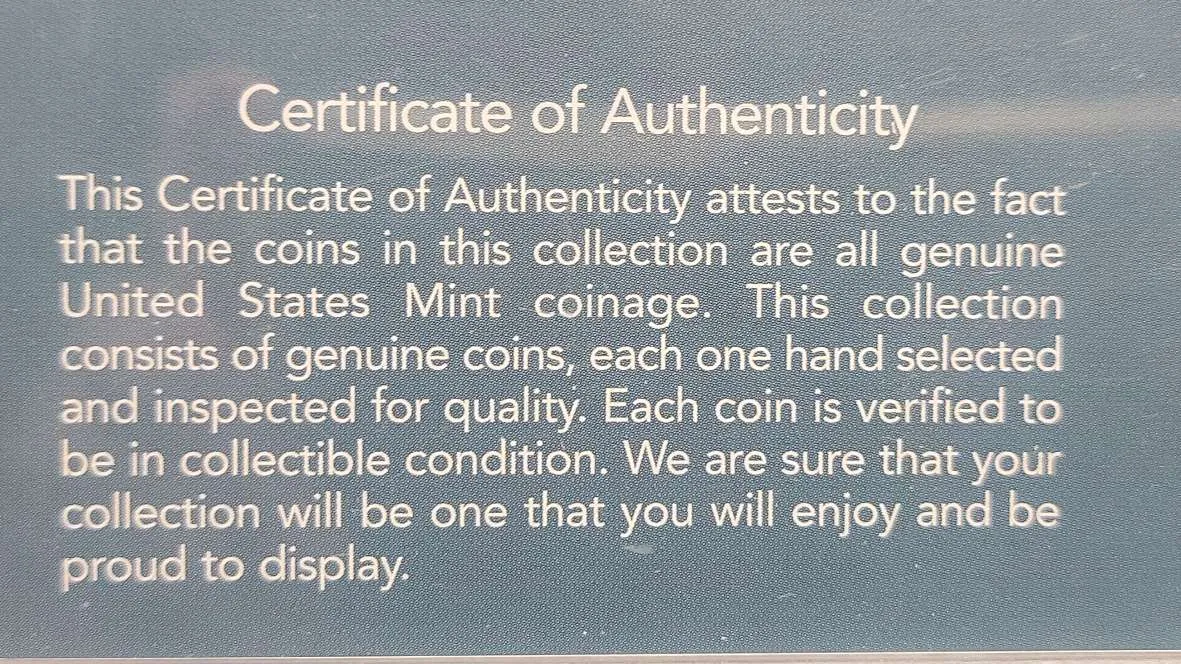 Certificate of Authenticity
This Certificate of Authenticity attests to the fact
that the coins in this collection are all genuine
United States Mint coinage. This collection
consists of genuine coins, each one hand selected
and inspected for quality. Each coin is verified to
be in collectible condition. We are sure that your
collection will be one that you will enjoy and be
proud to display.